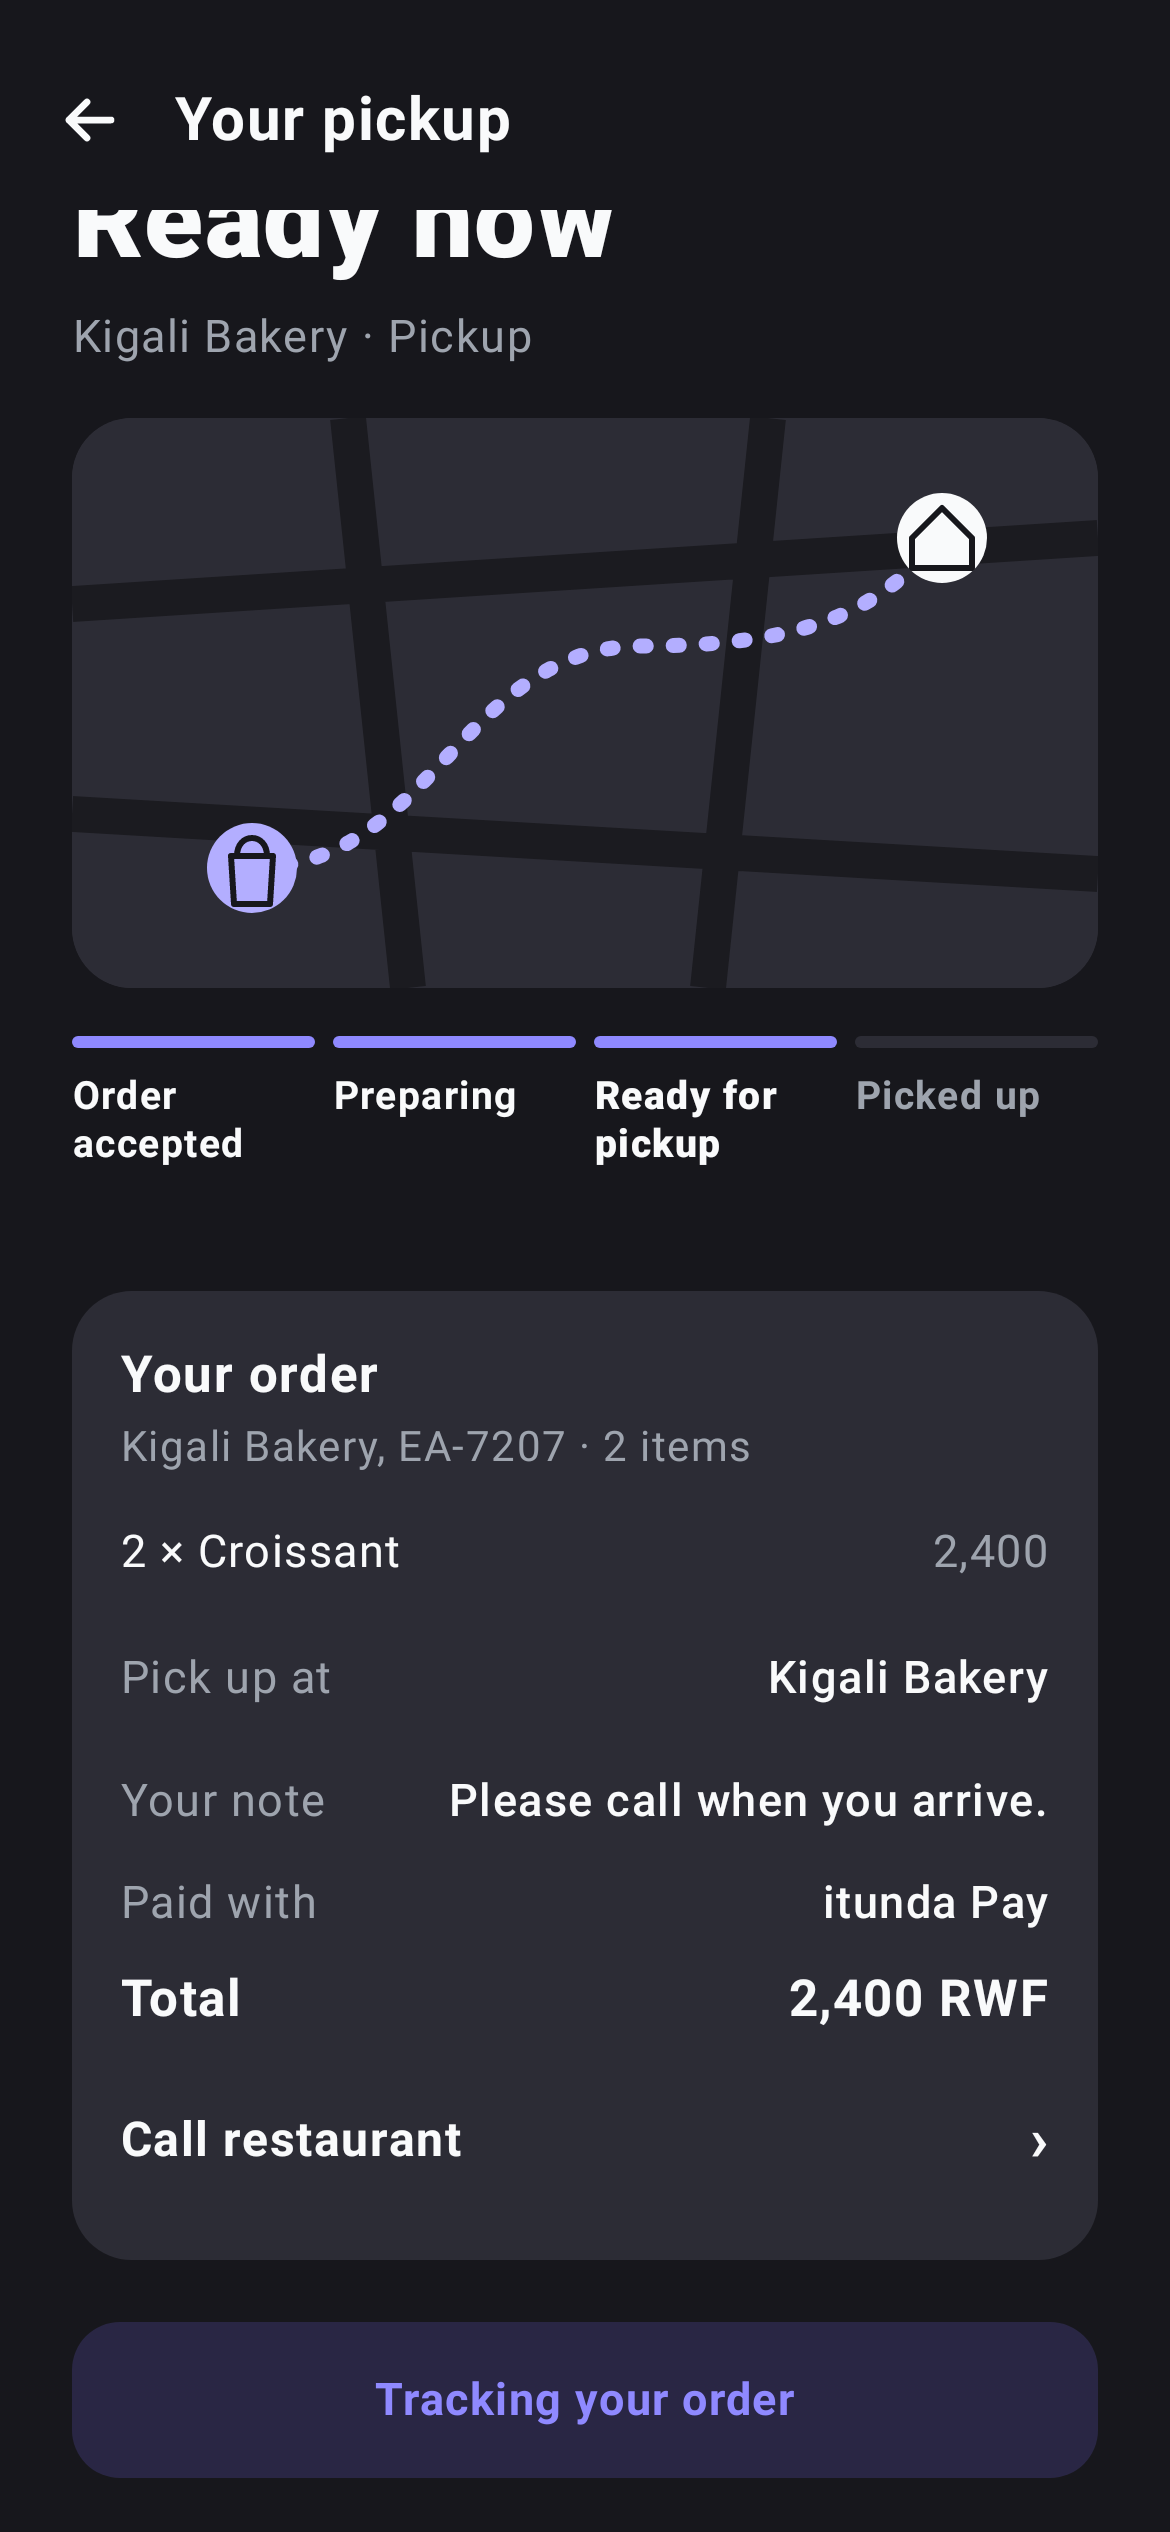 Your pickup
Ready now
Kigali Bakery · Pickup
Order accepted
Preparing
Ready for pickup
Picked up
Your order
Kigali Bakery, EA-7207 · 2 items
2 × Croissant 2,400
Pick up at Kigali Bakery
Your note Please call when you arrive.
Paid with itunda Pay
Total 2,400 RWF
Call restaurant ›
Tracking your order